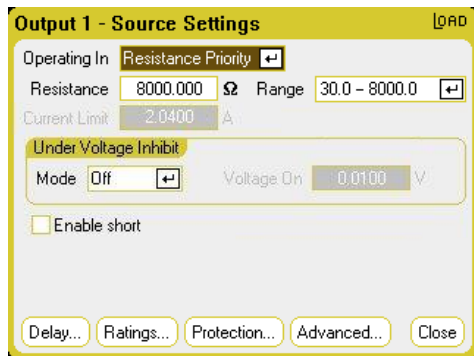 Output 1 - Source Settings LOAD
Operating In Resistance Priority
Resistance 8000.000 Ω Range 30.0 – 8000.0
Current Limit 2.0400 A
Under Voltage Inhibit
Mode Off Voltage On 0.0100 V
Enable short
Delay... Ratings... Protection... Advanced... Close